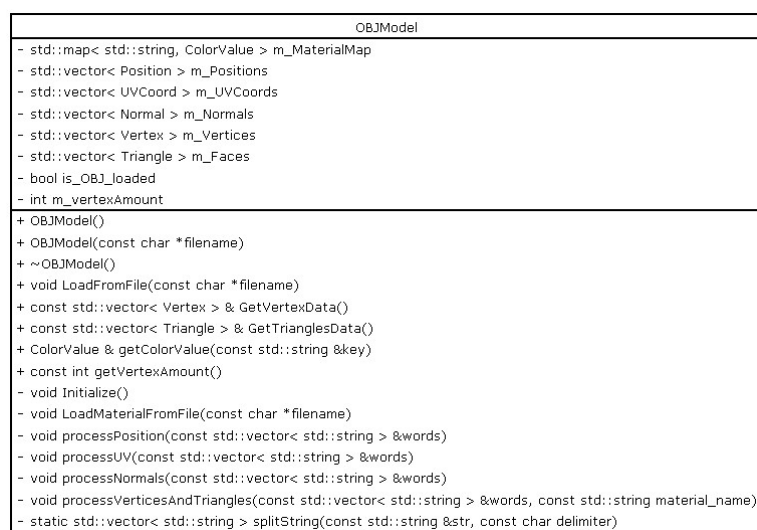 OBJModel
- std::map< std::string, ColorValue > m_MaterialMap
- std::vector< Position > m_Positions
- std::vector< UVCoord > m_UVCoords
- std::vector< Normal > m_Normals
- std::vector< Vertex > m_Vertices
- std::vector< Triangle > m_Faces
- bool is_OBJ_loaded
- int m_vertexAmount
+ OBJModel()
+ OBJModel(const char *filename)
+ ~OBJModel()
+ void LoadFromFile(const char *filename)
+ const std::vector< Vertex > & GetVertexData()
+ const std::vector< Triangle > & GetTrianglesData()
+ ColorValue & getColorValue(const std::string &key)
+ const int getVertexAmount()
- void Initialize()
- void LoadMaterialFromFile(const char *filename)
- void processPosition(const std::vector< std::string > &words)
- void processUV(const std::vector< std::string > &words)
- void processNormals(const std::vector< std::string > &words)
- void processVerticesAndTriangles(const std::vector< std::string > &words, const std::string material_name)
- static std::vector< std::string > splitString(const std::string &str, const char delimiter)